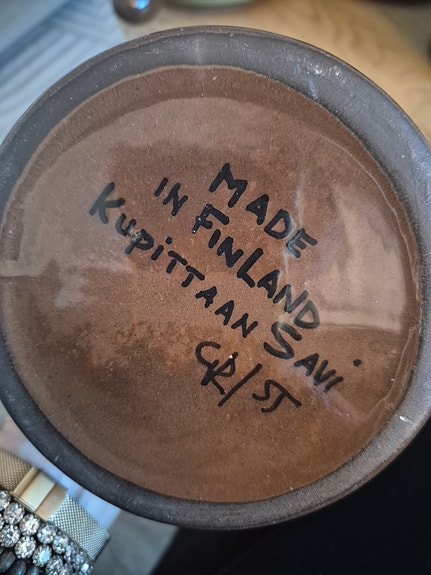 MADE
IN FINLAND
KUPITTAAN SAVI
GR/ST